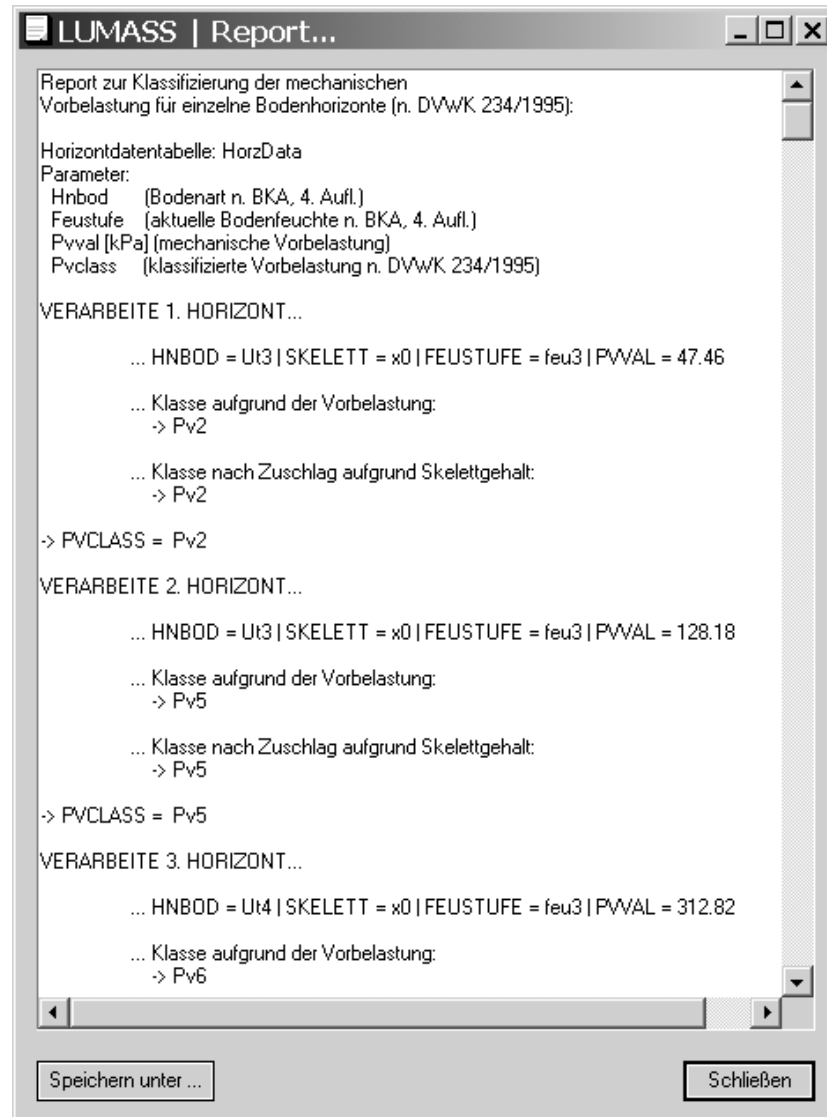 LUMASS | Report...
Report zur Klassifizierung der mechanischen
Vorbelastung für einzelne Bodenhorizonte (n. DVWK 234/1995):
Horizontdatentabelle: HorzData
Parameter:
Hnbod (Bodenart n. BKA, 4. Aufl.)
Feustufe (aktuelle Bodenfeuchte n. BKA, 4. Aufl.)
Pvval [kPa] (mechanische Vorbelastung)
Pvclass (klassifizierte Vorbelastung n. DVWK 234/1995)
VERARBEITE 1. HORIZONT...
... HNBOD = Ut3 | SKELETT = x0 | FEUSTUFE = feu3 | PVVAL = 47.46
... Klasse aufgrund der Vorbelastung:
-> Pv2
... Klasse nach Zuschlag aufgrund Skelettgehalt:
-> Pv2
-> PVCLASS = Pv2
VERARBEITE 2. HORIZONT...
... HNBOD = Ut3 | SKELETT = x0 | FEUSTUFE = feu3 | PVVAL = 128.18
... Klasse aufgrund der Vorbelastung:
-> Pv5
... Klasse nach Zuschlag aufgrund Skelettgehalt:
-> Pv5
-> PVCLASS = Pv5
VERARBEITE 3. HORIZONT...
... HNBOD = Ut4 | SKELETT = x0 | FEUSTUFE = feu3 | PVVAL = 312.82
... Klasse aufgrund der Vorbelastung:
-> Pv6
Speichern unter ...
Schließen